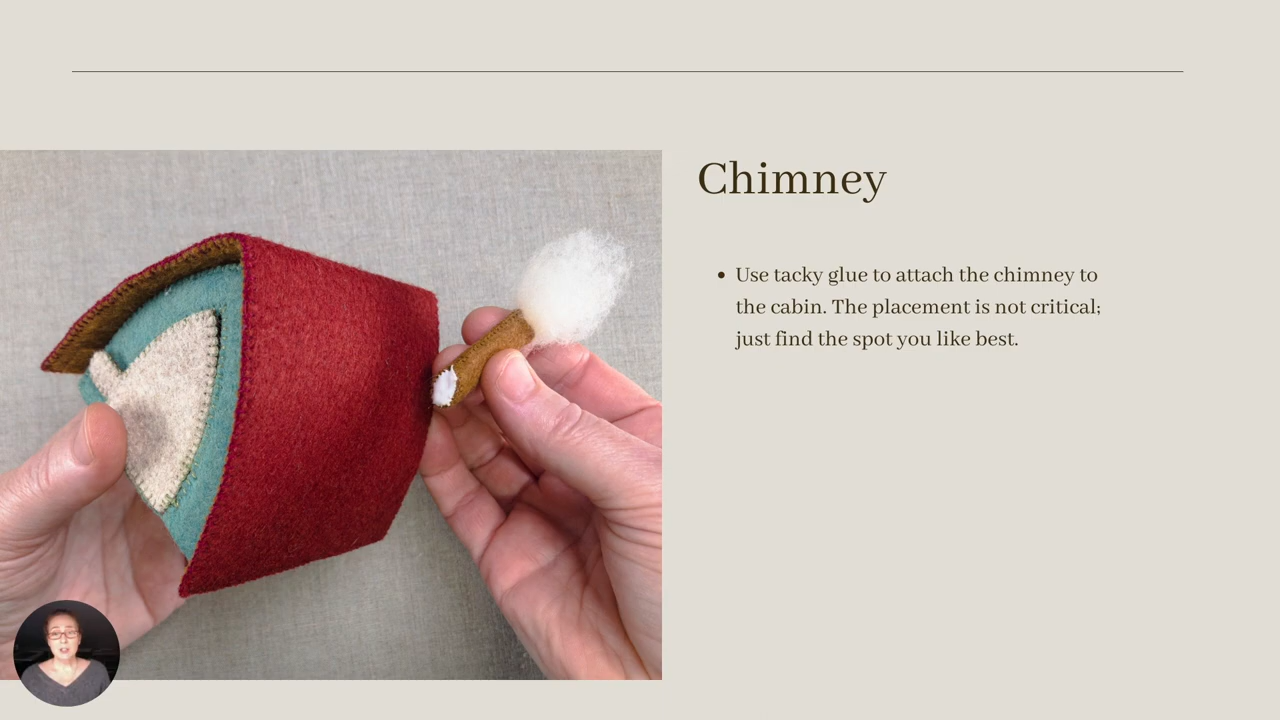 Chimney
• Use tacky glue to attach the chimney to
the cabin. The placement is not critical;
just find the spot you like best.